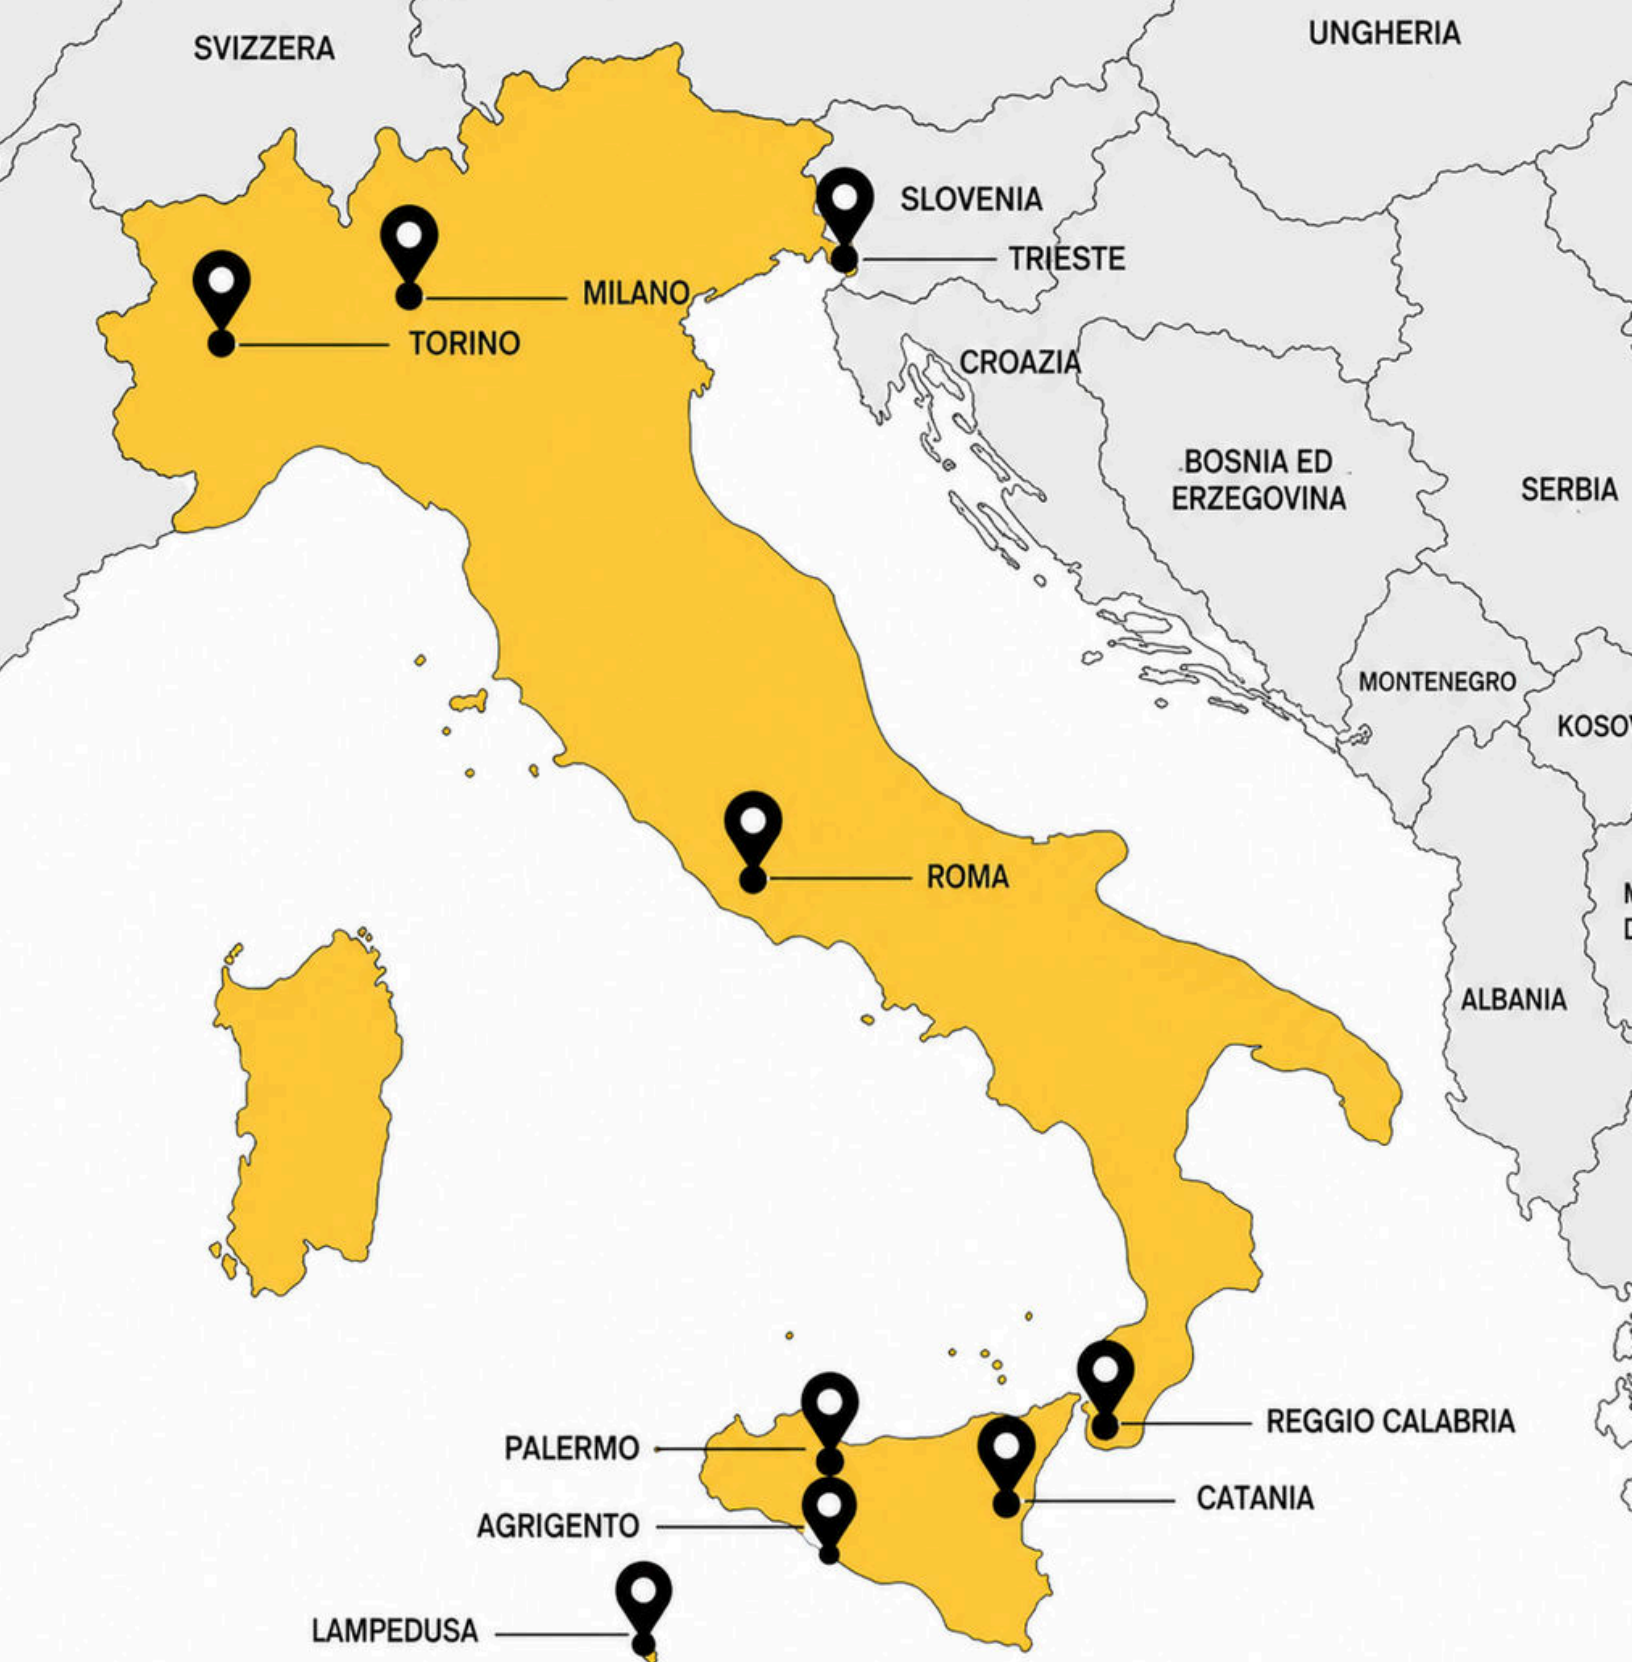 SVIZZERA
UNGHERIA
SLOVENIA
TRIESTE
MILANO
TORINO
CROAZIA
BOSNIA ED
ERZEGOVINA
SERBIA
MONTENEGRO
KOSOV
ROMA
ALBANIA
REGGIO CALABRIA
PALERMO
CATANIA
AGRIGENTO
LAMPEDUSA